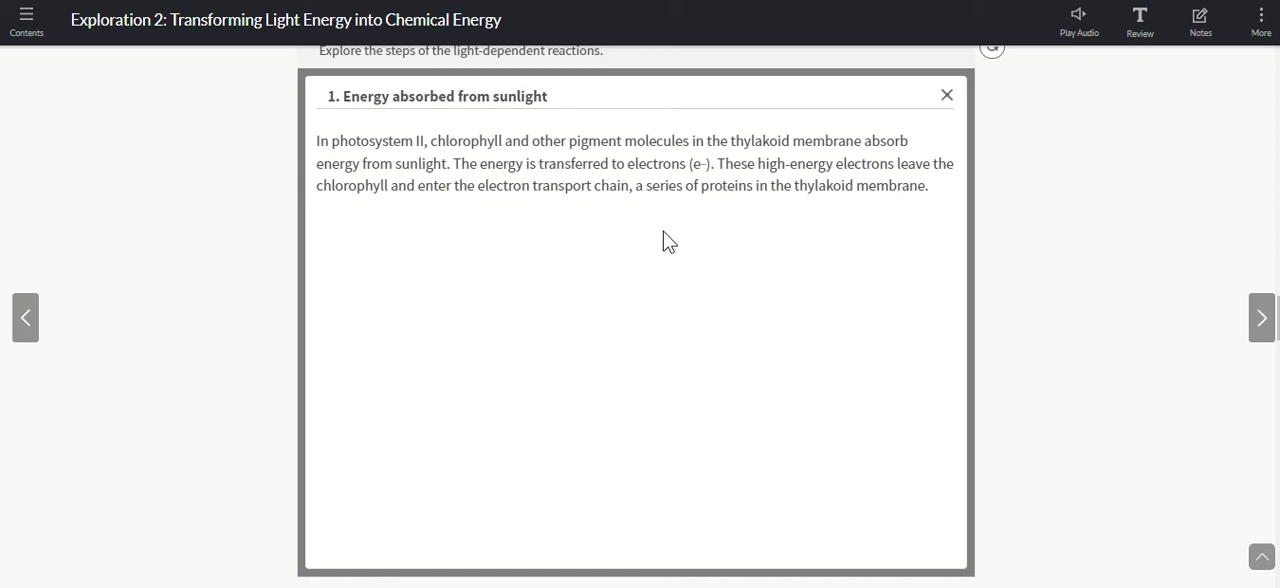 Exploration 2: Transforming Light Energy into Chemical Energy
Contents
Play Audio
Review
Notes
More
Explore the steps of the light-dependent reactions.
1. Energy absorbed from sunlight
In photosystem II, chlorophyll and other pigment molecules in the thylakoid membrane absorb
energy from sunlight. The energy is transferred to electrons (e-). These high-energy electrons leave the
chlorophyll and enter the electron transport chain, a series of proteins in the thylakoid membrane.